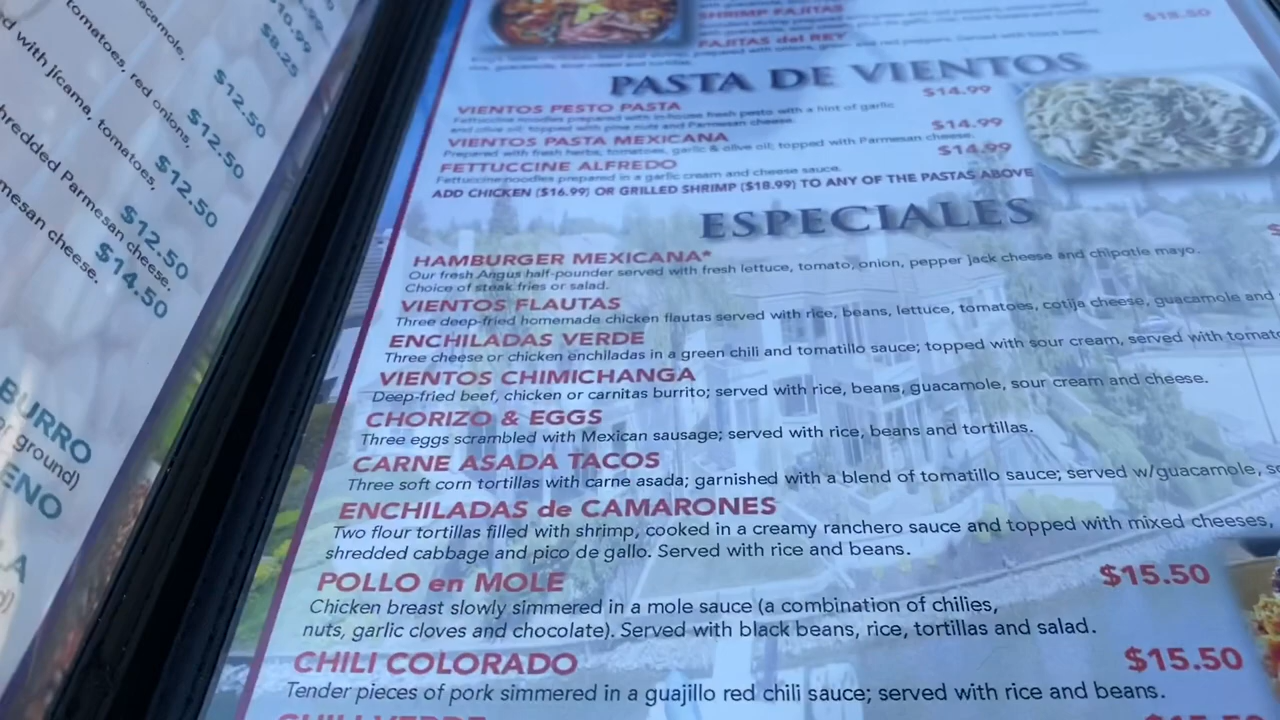 acamole,
tomatoes, red onions,
d with jicama, tomatoes,
hredded Parmesan cheese.
mesan cheese.
10.99
$8.25
$12.50
$12.50
$12.50
$12.50
$14.50
BURRO
or ground)
ENO
SHRIMP FAJITAS
$18.50
FAJITAS del REY
PASTA DE VIENTOS
VIENTOS PESTO PASTA $14.99
Fettuccine noodles prepared with in-house fresh pesto with a hint of garlic
and olive oil; topped with pine nuts and Parmesan cheese.
VIENTOS PASTA MEXICANA $14.99
Prepared with fresh herbs, tomatoes, garlic & olive oil; topped with Parmesan cheese.
FETTUCCINE ALFREDO $14.99
Fettuccine noodles prepared in a garlic cream and cheese sauce.
ADD CHICKEN ($16.99) OR GRILLED SHRIMP ($18.99) TO ANY OF THE PASTAS ABOVE
ESPECIALES
HAMBURGER MEXICANA*
Our fresh Angus half-pounder served with fresh lettuce, tomato, onion, pepper jack cheese and chipotle mayo.
Choice of steak fries or salad.
VIENTOS FLAUTAS
Three deep-fried homemade chicken flautas served with rice, beans, lettuce, tomatoes, cotija cheese, guacamole and
ENCHILADAS VERDE
Three cheese or chicken enchiladas in a green chili and tomatillo sauce; topped with sour cream, served with tomato
VIENTOS CHIMICHANGA
Deep-fried beef, chicken or carnitas burrito; served with rice, beans, guacamole, sour cream and cheese.
CHORIZO & EGGS
Three eggs scrambled with Mexican sausage; served with rice, beans and tortillas.
CARNE ASADA TACOS
Three soft corn tortillas with carne asada; garnished with a blend of tomatillo sauce; served w/guacamole,
ENCHILADAS de CAMARONES
Two flour tortillas filled with shrimp, cooked in a creamy ranchero sauce and topped with mixed cheeses,
shredded cabbage and pico de gallo. Served with rice and beans.
POLLO en MOLE $15.50
Chicken breast slowly simmered in a mole sauce (a combination of chilies,
nuts, garlic cloves and chocolate). Served with black beans, rice, tortillas and salad.
CHILI COLORADO $15.50
Tender pieces of pork simmered in a guajillo red chili sauce; served with rice and beans.